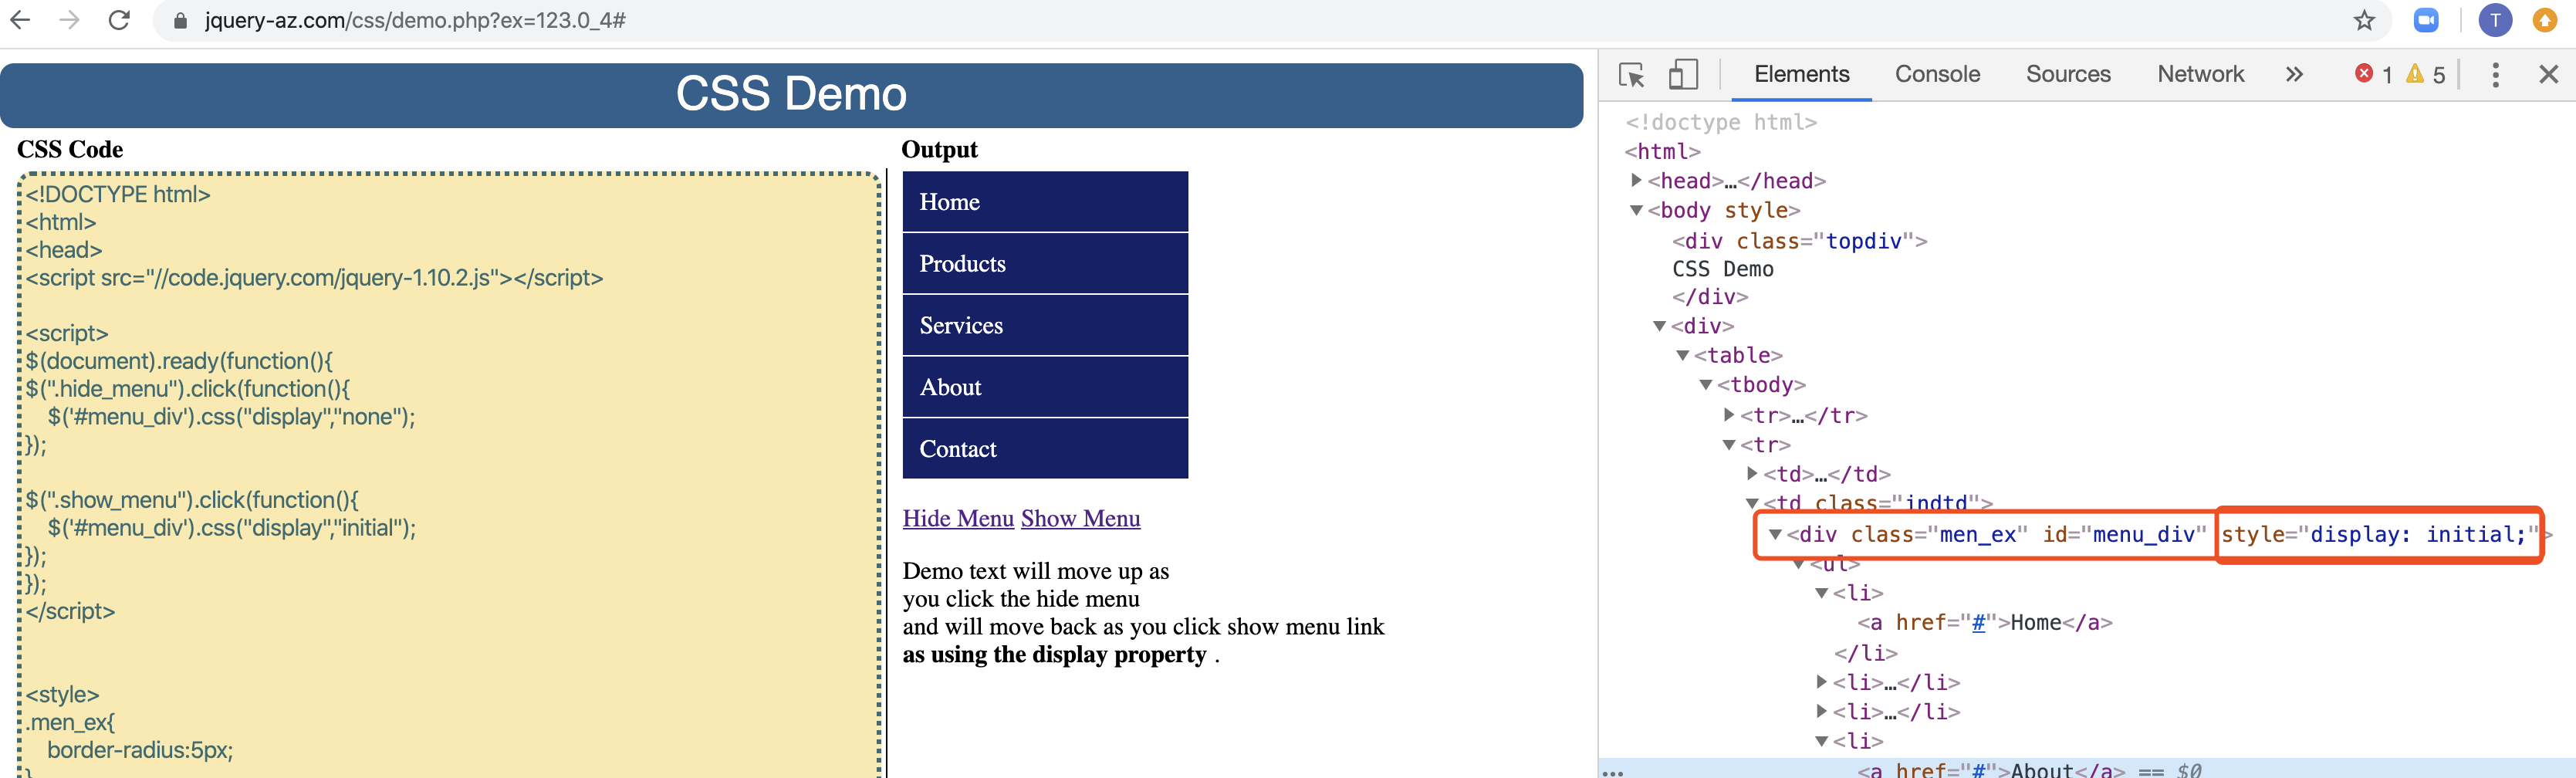 jquery-az.com/css/demo.php?ex=123.0_4#
T
CSS Demo
CSS Code
<!DOCTYPE html>
<html>
<head>
<script src="//code.jquery.com/jquery-1.10.2.js"></script>
<script>
$(document).ready(function(){
$(".hide_menu").click(function(){
$('#menu_div').css("display","none");
});
$(".show_menu").click(function(){
$('#menu_div').css("display","initial");
});
});
</script>
<style>
.men_ex{
border-radius:5px;
}
Output
Home
Products
Services
About
Contact
Hide Menu Show Menu
Demo text will move up as
you click the hide menu
and will move back as you click show menu link
as using the display property .
Elements Console Sources Network » 1 5
<!doctype html>
<html>
<head>…</head>
<body style>
<div class="topdiv">
CSS Demo
</div>
<div>
<table>
<tbody>
<tr>…</tr>
<tr>
<td>…</td>
<td class="indtd">
<div class="men_ex" id="menu_div" style="display: initial;">
<ul>
<li>
<a href="#">Home</a>
</li>
<li>…</li>
<li>…</li>
<li>
<a href="#">About</a> == $0